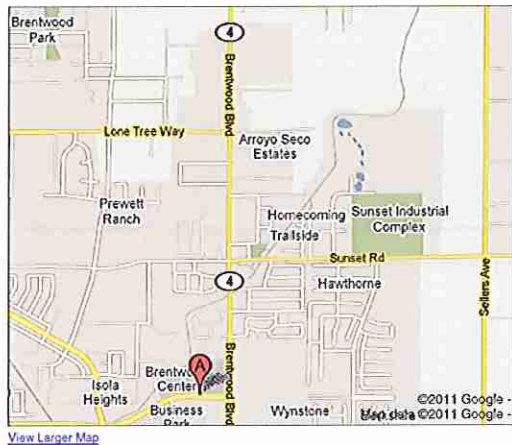 Brentwood
Park
4
Brentwood Blvd
Lone Tree Way
Arroyo Seco
Estates
Prewett
Ranch
Homecoming
Trailside
Sunset Industrial
Complex
Sunset Rd
4
Hawthorne
Sellers Ave
A
Brentwo
Center
Isola
Heights
Business
Park
Brentwood Blvd
Wynstone
©2011 Google -
Map data ©2011 Google -
View Larger Map